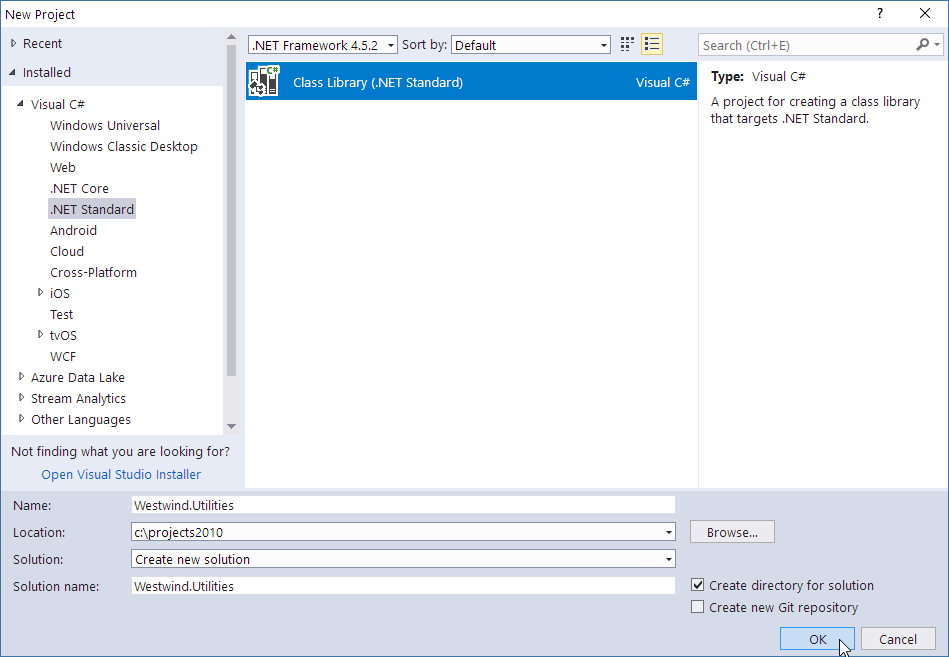 New Project
?
Recent
Installed
Visual C#
Windows Universal
Windows Classic Desktop
Web
.NET Core
.NET Standard
Android
Cloud
Cross-Platform
iOS
Test
tvOS
WCF
Azure Data Lake
Stream Analytics
Other Languages
Not finding what you are looking for?
Open Visual Studio Installer
.NET Framework 4.5.2 Sort by: Default
C#
Class Library (.NET Standard) Visual C#
Search (Ctrl+E)
Type: Visual C#
A project for creating a class library
that targets .NET Standard.
Name: Westwind.Utilities
Location: c:\projects2010 Browse...
Solution: Create new solution
Solution name: Westwind.Utilities
Create directory for solution
Create new Git repository
OK Cancel